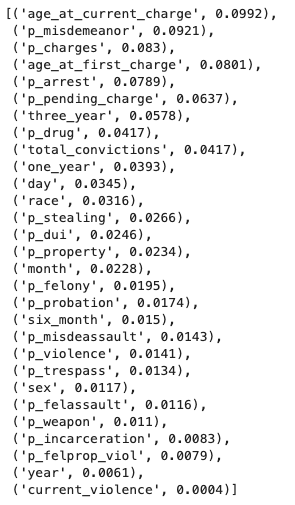 [('age_at_current_charge', 0.0992),
('p_misdemeanor', 0.0921),
('p_charges', 0.083),
('age_at_first_charge', 0.0801),
('p_arrest', 0.0789),
('p_pending_charge', 0.0637),
('three_year', 0.0578),
('p_drug', 0.0417),
('total_convictions', 0.0417),
('one_year', 0.0393),
('day', 0.0345),
('race', 0.0316),
('p_stealing', 0.0266),
('p_dui', 0.0246),
('p_property', 0.0234),
('month', 0.0228),
('p_felony', 0.0195),
('p_probation', 0.0174),
('six_month', 0.015),
('p_misdeassault', 0.0143),
('p_violence', 0.0141),
('p_trespass', 0.0134),
('sex', 0.0117),
('p_felassault', 0.0116),
('p_weapon', 0.011),
('p_incarceration', 0.0083),
('p_felprop_viol', 0.0079),
('year', 0.0061),
('current_violence', 0.0004)]